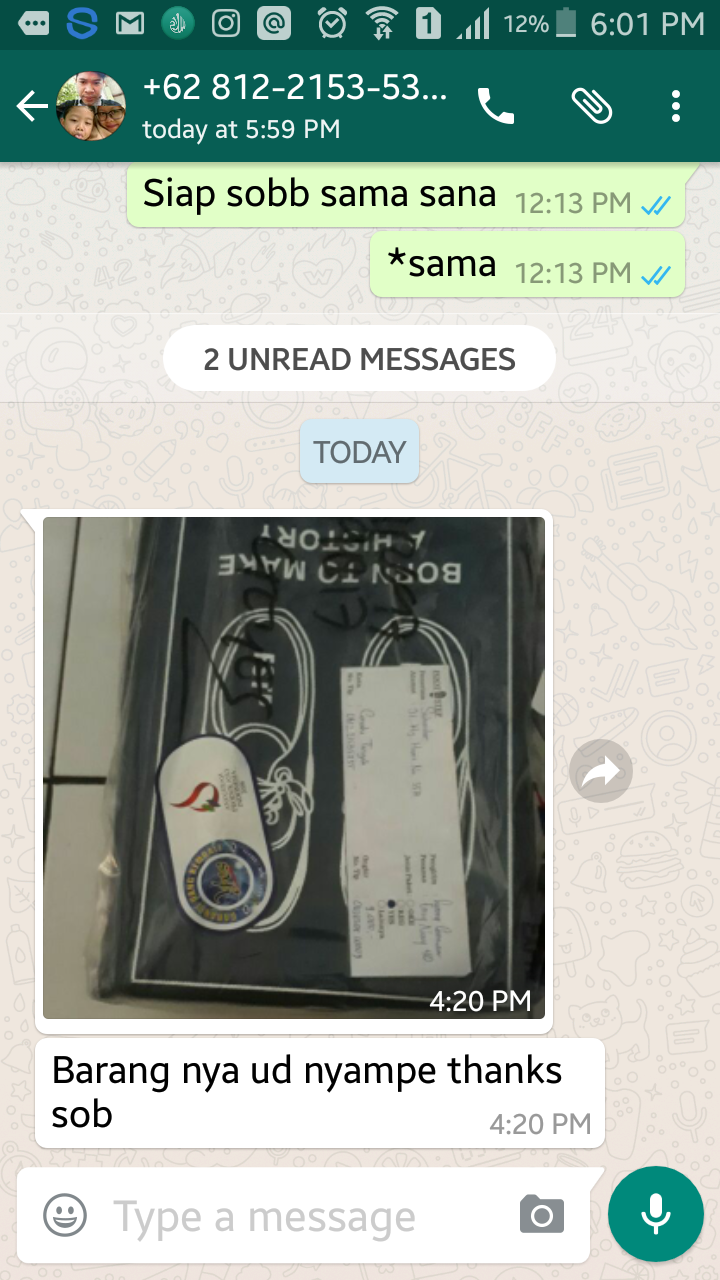 1 12% 6:01 PM
+62 812-2153-53...
today at 5:59 PM
Siap sobb sama sana 12:13 PM
*sama 12:13 PM
2 UNREAD MESSAGES
TODAY
BORN TO MAKE
A HISTORY
4:20 PM
Barang nya ud nyampe thanks
sob 4:20 PM
Type a message